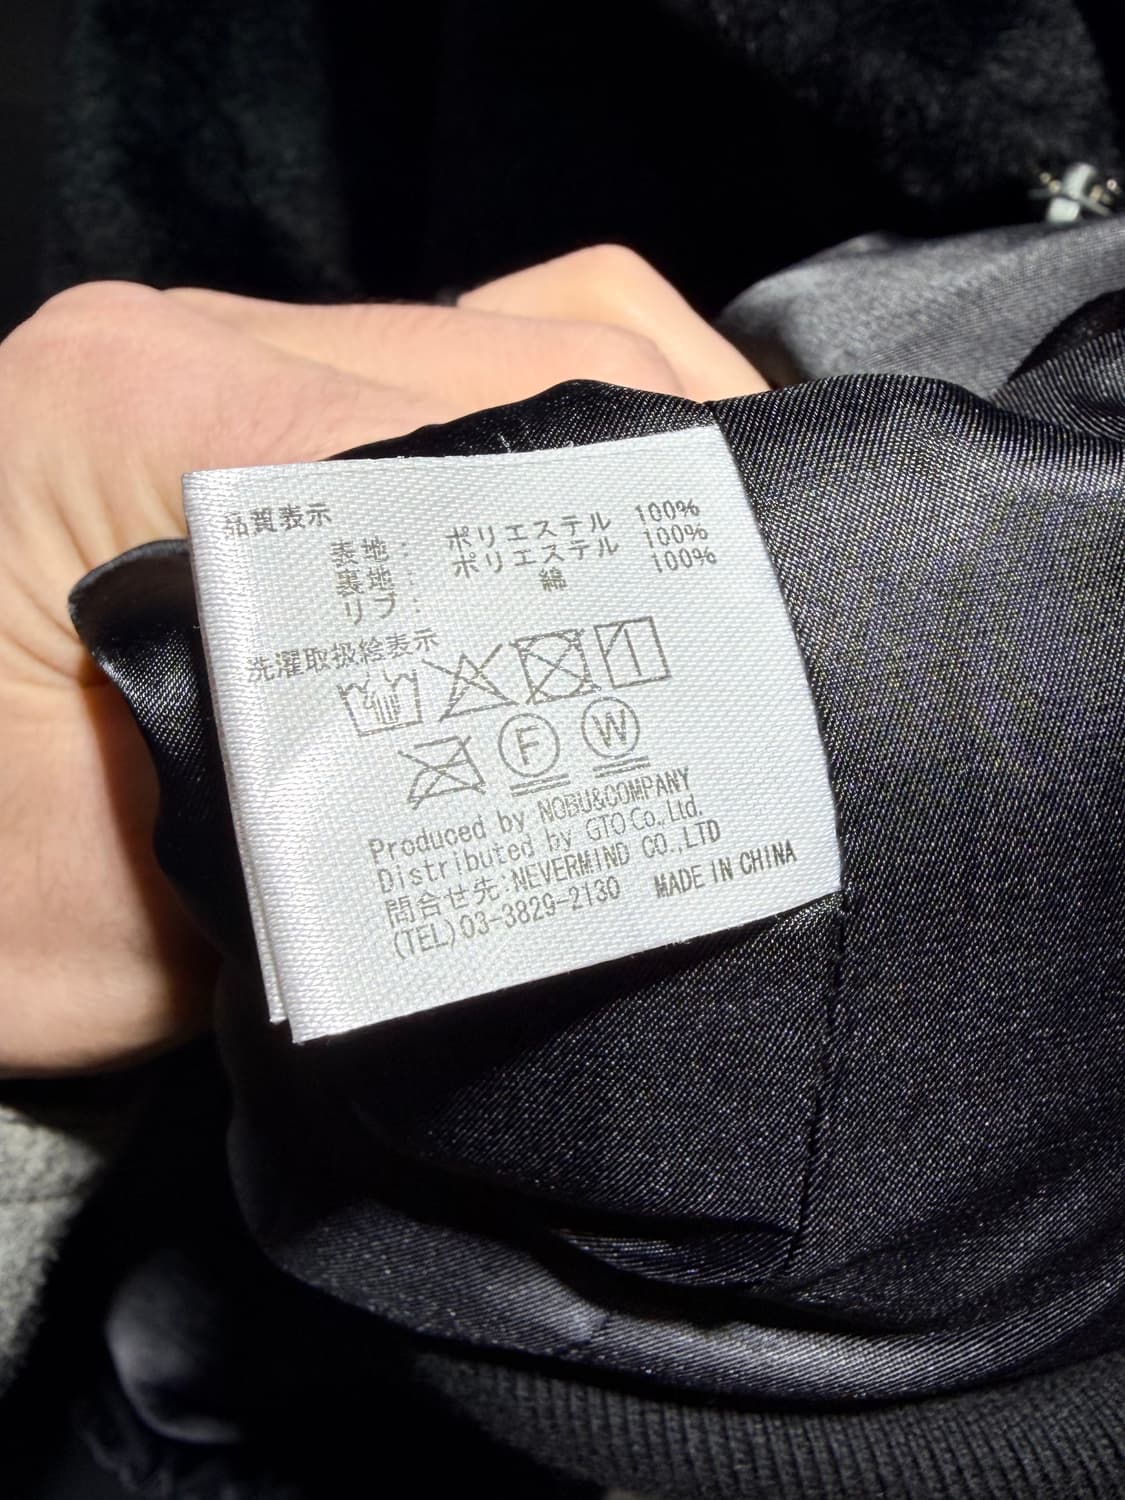 品質表示
表地: ポリエステル 100%
裏地: ポリエステル 100%
リブ: 綿 100%
洗濯取扱絵表示
F W
Produced by NOBU&COMPANY
Distributed by GTO Co., Ltd.
問合せ先:NEVERMIND CO.,LTD
(TEL)03-3829-2130 MADE IN CHINA